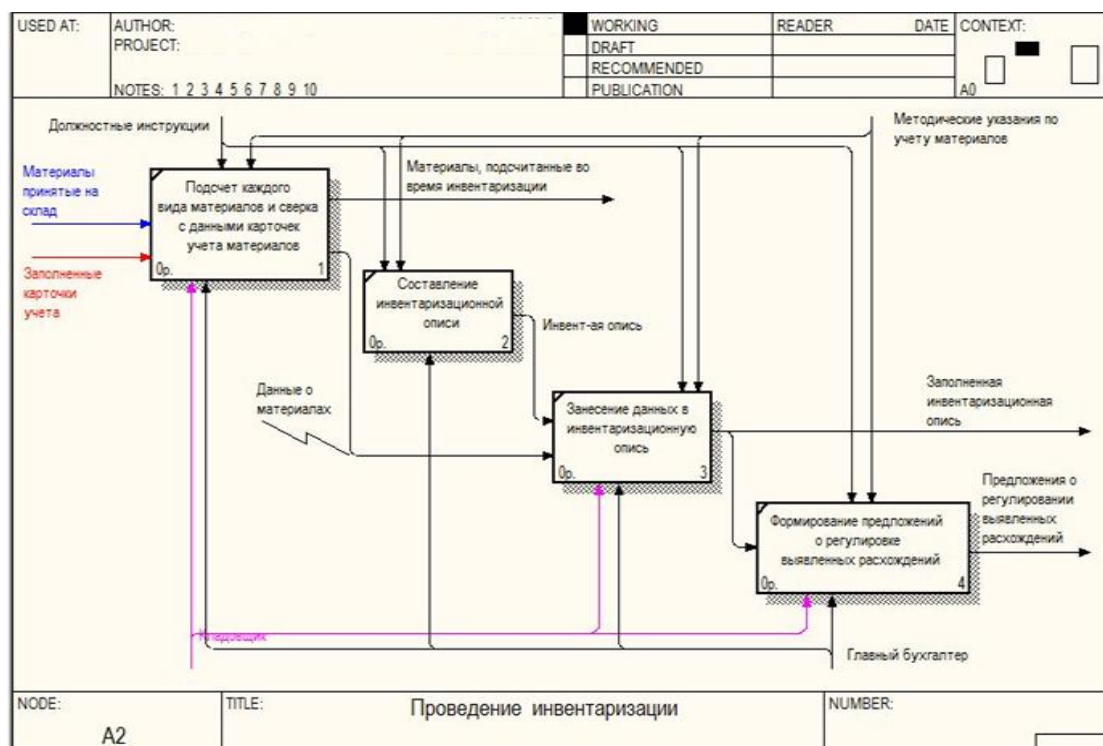 USED AT:
AUTHOR:
PROJECT:
NOTES: 1 2 3 4 5 6 7 8 9 10
WORKING
DRAFT
RECOMMENDED
PUBLICATION
READER
DATE
CONTEXT:
A0
Должностные инструкции
Методические указания по
учету материалов
Материалы
принятые на
склад
Подсчет каждого
вида материалов и сверка
с данными карточек
учета материалов
0р.
1
Материалы, подсчитанные во
время инвентаризации
Заполненные
карточки
учета
Составление
инвентаризационной
описи
0р.
2
Инвент-ая опись
Данные о
материалах
Занесение данных в
инвентаризационную
опись
0р.
3
Заполненная
инвентаризационная
опись
Предложения о
регулировании
выявленных
расхождений
Формирование предложений
о регулировке
выявленных расхождений
0р.
4
Кладовщик
Главный бухгалтер
NODE:
A2
TITLE:
Проведение инвентаризации
NUMBER: